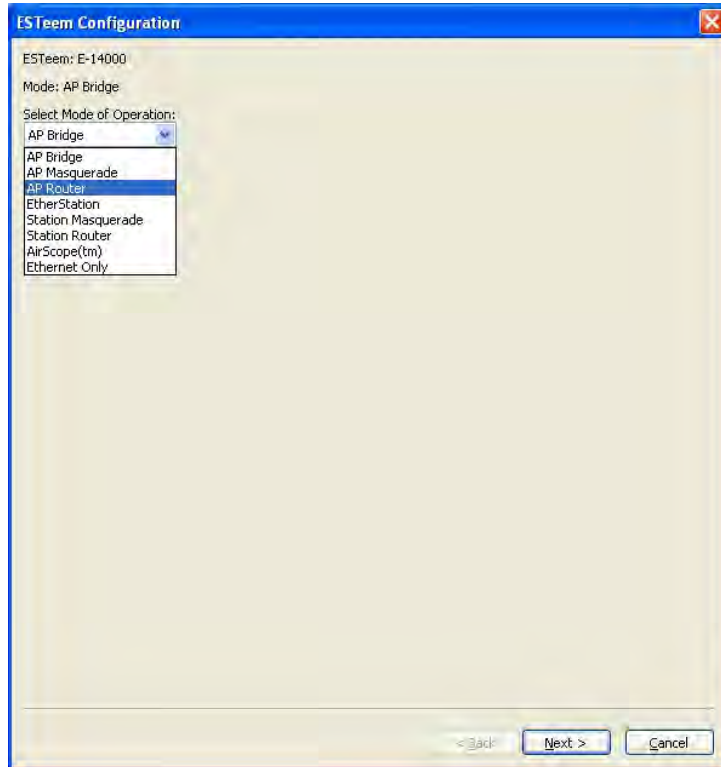 ESTeem Configuration
ESTeem: E-14000
Mode: AP Bridge
Select Mode of Operation:
AP Bridge
AP Bridge
AP Masquerade
AP Router
EtherStation
Station Masquerade
Station Router
AirScope(tm)
Ethernet Only
< Back
Next >
Cancel